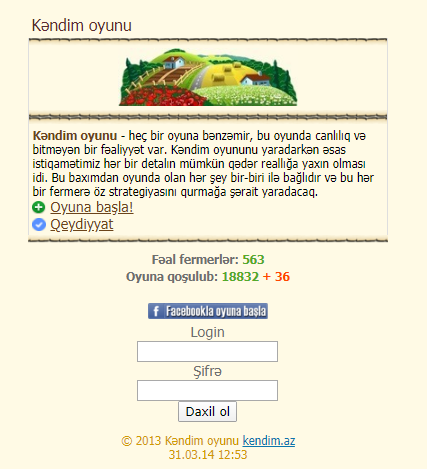 Kəndim oyunu
Kəndim oyunu - heç bir oyuna bənzəmir, bu oyunda canlılıq və
bitməyən bir fəaliyyət var. Kəndim oyununu yaradarkən əsas
istiqamətimiz hər bir detalın mümkün qədər reallığa yaxın olması
idi. Bu baxımdan oyunda olan hər şey bir-biri ilə bağlıdır və bu hər
bir fermerə öz strategiyasını qurmağa şərait yaradacaq.
Oyuna başla!
Qeydiyyat
Fəal fermerlər: 563
Oyuna qoşulub: 18832 + 36
f Facebookla oyuna başla
Login
Şifrə
Daxil ol
© 2013 Kəndim oyunu kendim.az
31.03.14 12:53